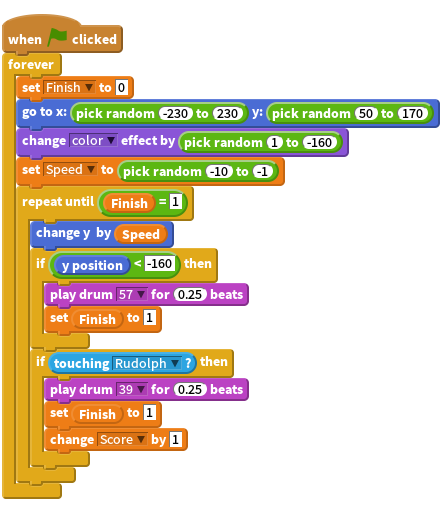 when clicked
forever
set Finish to 0
go to x: pick random -230 to 230 y: pick random 50 to 170
change color effect by pick random 1 to -160
set Speed to pick random -10 to -1
repeat until Finish = 1
change y by Speed
if y position < -160 then
play drum 57 for 0.25 beats
set Finish to 1
if touching Rudolph ? then
play drum 39 for 0.25 beats
set Finish to 1
change Score by 1